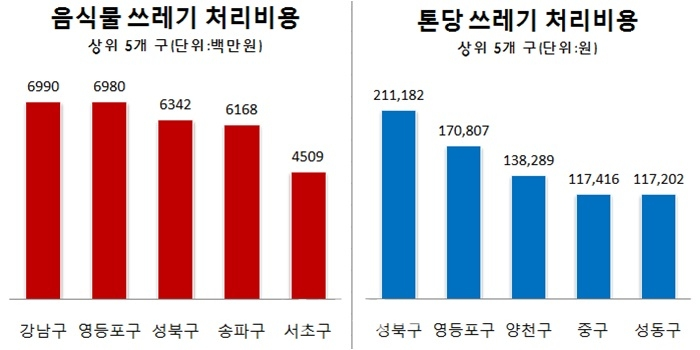 음식물 쓰레기 처리비용
상위 5개 구(단위:백만원)
6990 6980 6342 6168 4509
강남구 영등포구 성북구 송파구 서초구
톤당 쓰레기 처리비용
상위 5개 구(단위:원)
211,182 170,807 138,289 117,416 117,202
성북구 영등포구 양천구 중구 성동구